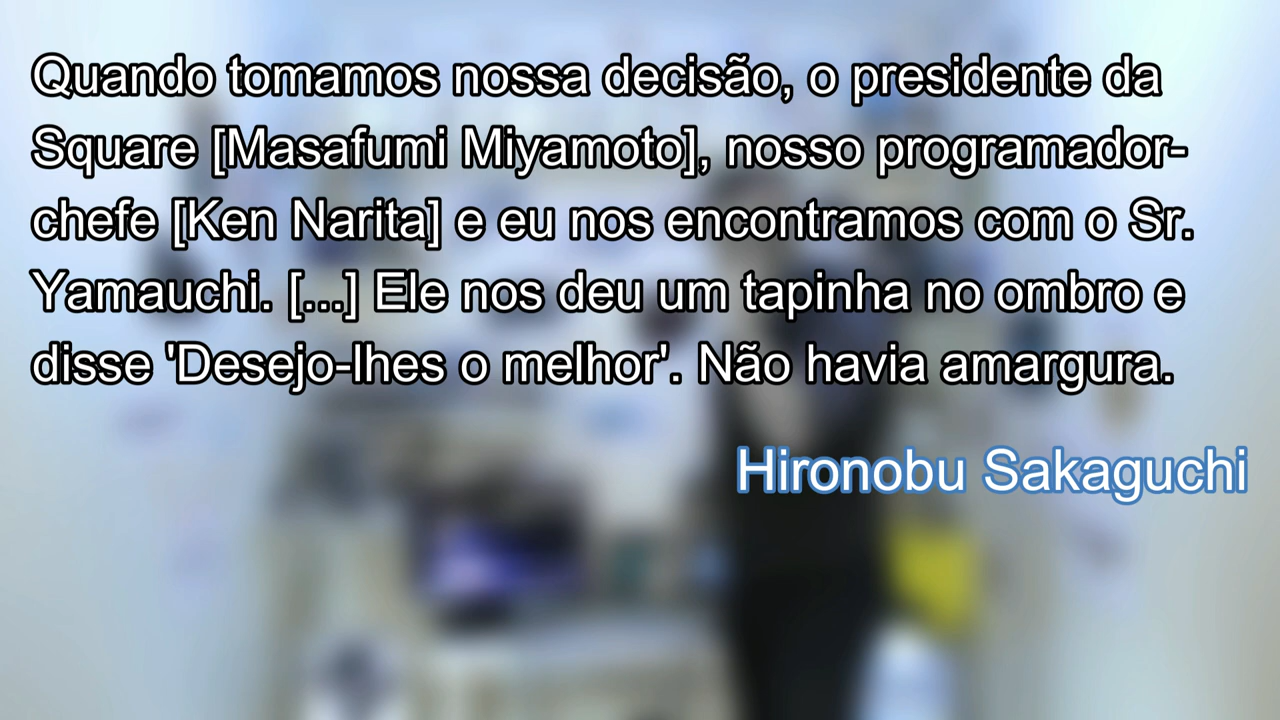 Quando tomamos nossa decisão, o presidente da
Square [Masafumi Miyamoto], nosso programador-
chefe [Ken Narita] e eu nos encontramos com o Sr.
Yamauchi. [...] Ele nos deu um tapinha no ombro e
disse 'Desejo-lhes o melhor'. Não havia amargura.
Hironobu Sakaguchi